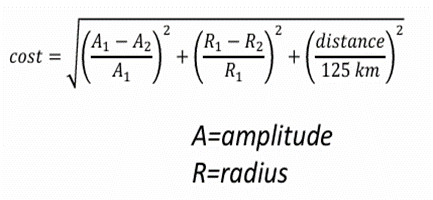 cost = √((A₁ − A₂)/A₁)² + ((R₁ − R₂)/R₁)² + (distance/125 km)²
A=amplitude
R=radius